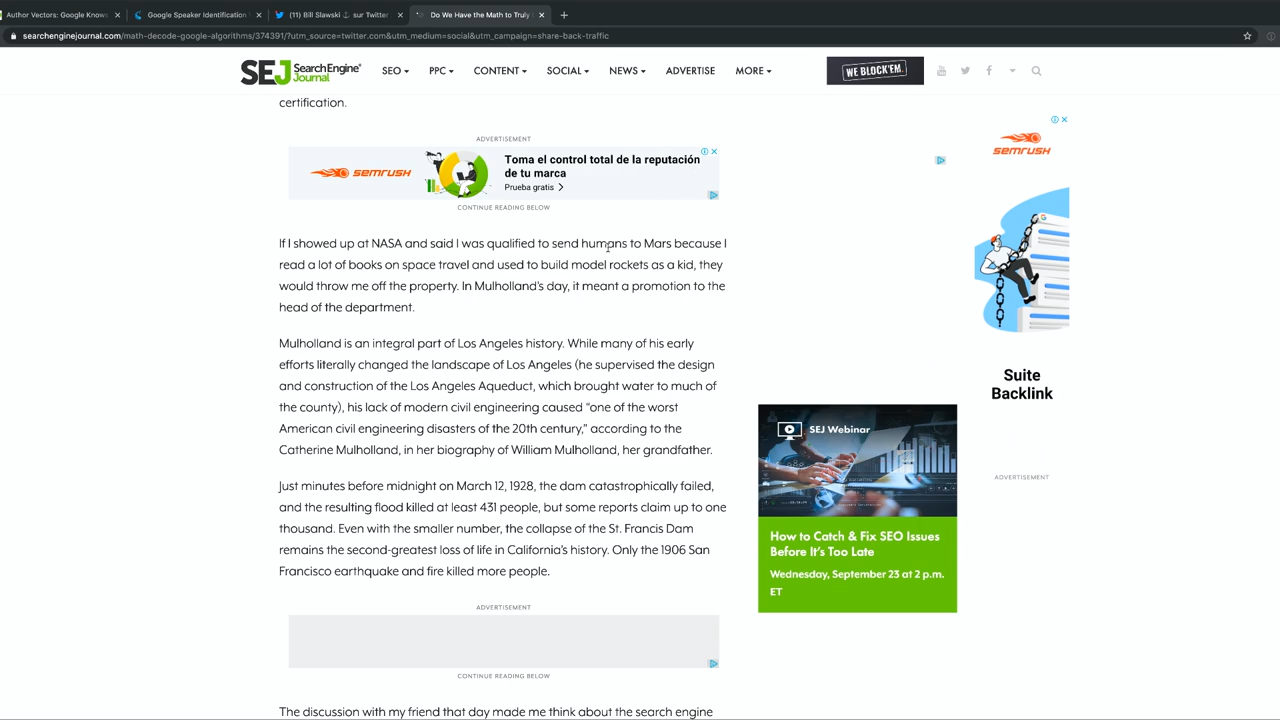 Author Vectors: Google Knows
Google Speaker Identification
(11) Bill Slawski ⚓ sur Twitter
Do We Have the Math to Truly
searchenginejournal.com/math-decode-google-algorithms/374391/?utm_source=twitter.com&utm_medium=social&utm_campaign=share-back-traffic
SEJ SearchEngine Journal
SEO
PPC
CONTENT
SOCIAL
NEWS
ADVERTISE
MORE
WE BLOCK'EM
certification.
ADVERTISEMENT
semrush
Toma el control total de la reputación
de tu marca
Prueba gratis
CONTINUE READING BELOW
If I showed up at NASA and said I was qualified to send humans to Mars because I
read a lot of books on space travel and used to build model rockets as a kid, they
would throw me off the property. In Mulholland's day, it meant a promotion to the
head of the department.
Mulholland is an integral part of Los Angeles history. While many of his early
efforts literally changed the landscape of Los Angeles (he supervised the design
and construction of the Los Angeles Aqueduct, which brought water to much of
the county), his lack of modern civil engineering caused "one of the worst
American civil engineering disasters of the 20th century," according to the
Catherine Mulholland, in her biography of William Mulholland, her grandfather.
Just minutes before midnight on March 12, 1928, the dam catastrophically failed,
and the resulting flood killed at least 431 people, but some reports claim up to one
thousand. Even with the smaller number, the collapse of the St. Francis Dam
remains the second-greatest loss of life in California's history. Only the 1906 San
Francisco earthquake and fire killed more people.
ADVERTISEMENT
CONTINUE READING BELOW
The discussion with my friend that day made me think about the search engine
semrush
Suite
Backlink
ADVERTISEMENT
SEJ Webinar
How to Catch & Fix SEO Issues
Before It's Too Late
Wednesday, September 23 at 2 p.m.
ET